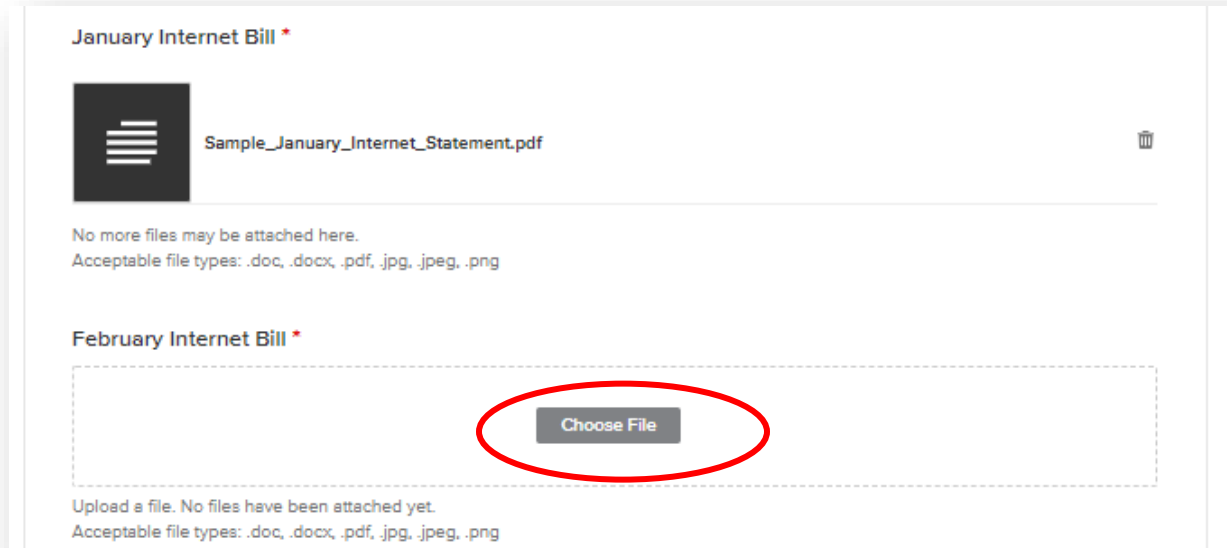 January Internet Bill *
Sample_January_Internet_Statement.pdf
No more files may be attached here.
Acceptable file types: .doc, .docx, .pdf, .jpg, .jpeg, .png
February Internet Bill *
Choose File
Upload a file. No files have been attached yet.
Acceptable file types: .doc, .docx, .pdf, .jpg, .jpeg, .png